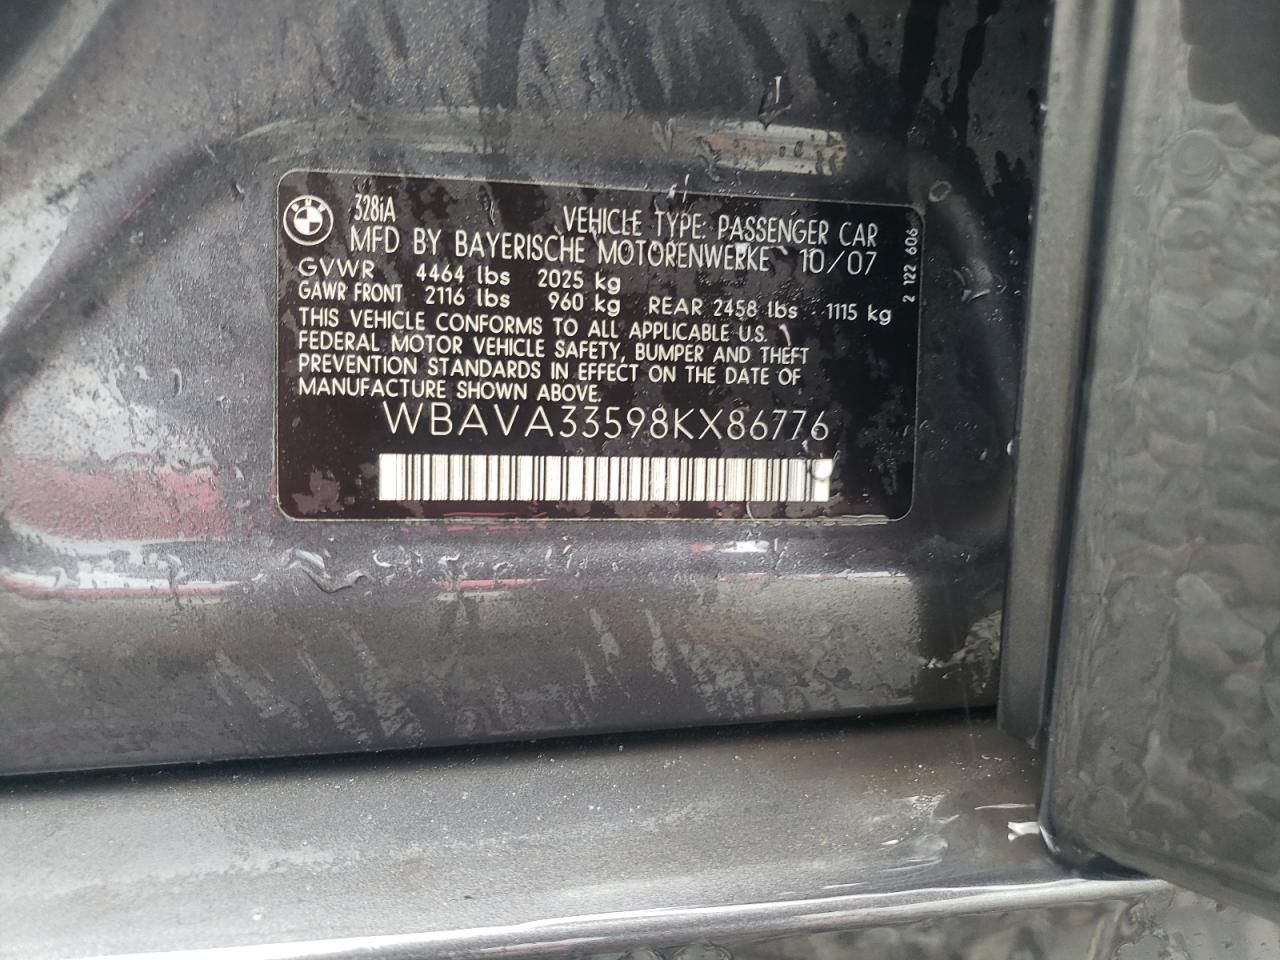 BMW
328iA VEHICLE TYPE: PASSENGER CAR
MFD BY BAYERISCHE MOTORENWERKE 10/07
GVWR 4464 lbs 2025 kg
GAWR FRONT 2116 lbs 960 kg REAR 2458 lbs 1115 kg
THIS VEHICLE CONFORMS TO ALL APPLICABLE U.S.
FEDERAL MOTOR VEHICLE SAFETY, BUMPER AND THEFT
PREVENTION STANDARDS IN EFFECT ON THE DATE OF
MANUFACTURE SHOWN ABOVE.
WBAVA33598KX86776
2 122 606